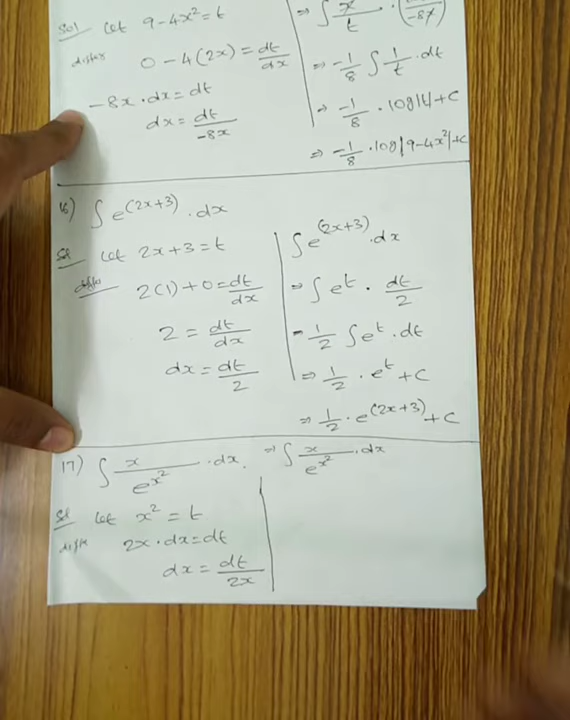 Sol let 9-4x²=t
0-4(2x)=dt/dx
-8x.dx=dt
dx=dt/-8x
⇒ ∫ x/t . (dt/-8x)
⇒ -1/8 ∫ 1/t . dt
⇒ -1/8 . log|t|+c
⇒ -1/8 . log|9-4x²|+c
16) ∫ e^(2x+3) . dx
Sol let 2x+3=t
2(1)+0=dt/dx
2=dt/dx
dx=dt/2
∫ e^(2x+3) . dx
⇒ ∫ e^t . dt/2
⇒ 1/2 ∫ e^t . dt
⇒ 1/2 . e^t +c
⇒ 1/2 . e^(2x+3) +c
17) ∫ x/e^x² . dx.
Sol let x²=t
2x.dx=dt
dx=dt/2x
⇒ ∫ x/e^x² . dx